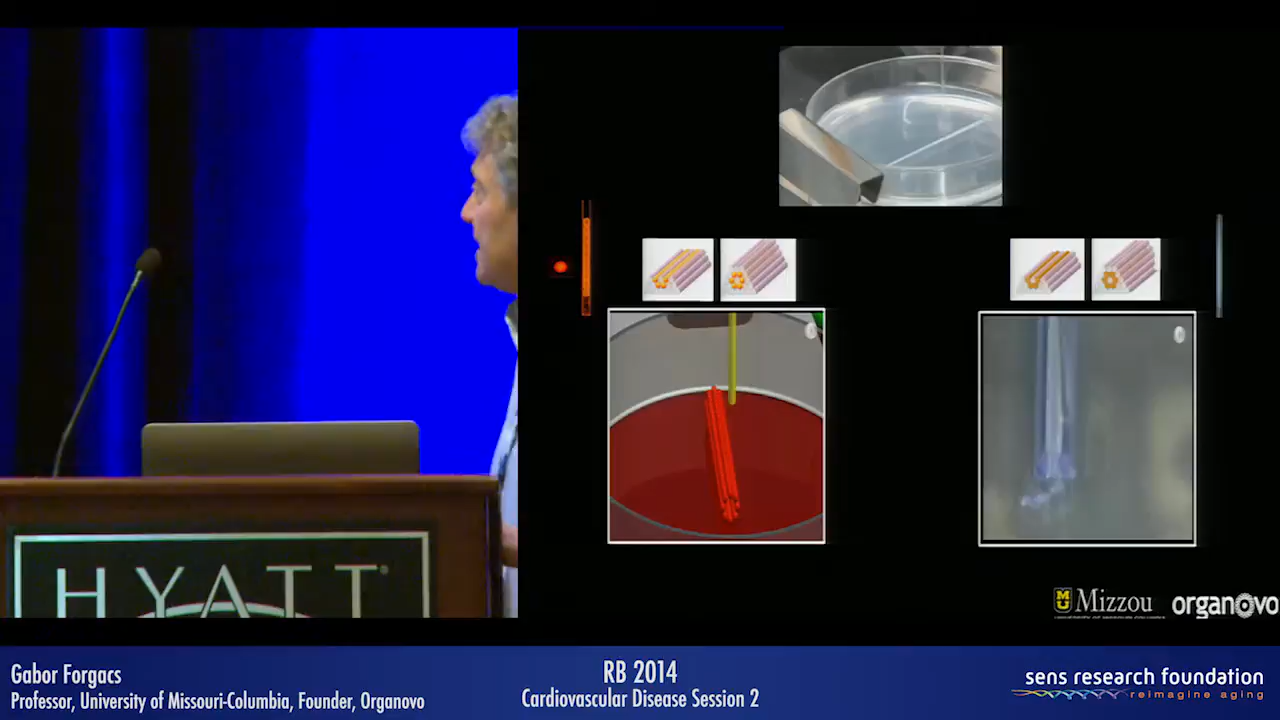 HYATT
Mizzou
organovo
Gabor Forgacs
Professor, University of Missouri-Columbia, Founder, Organovo
RB 2014
Cardiovascular Disease Session 2
sens research foundation
reimagine aging